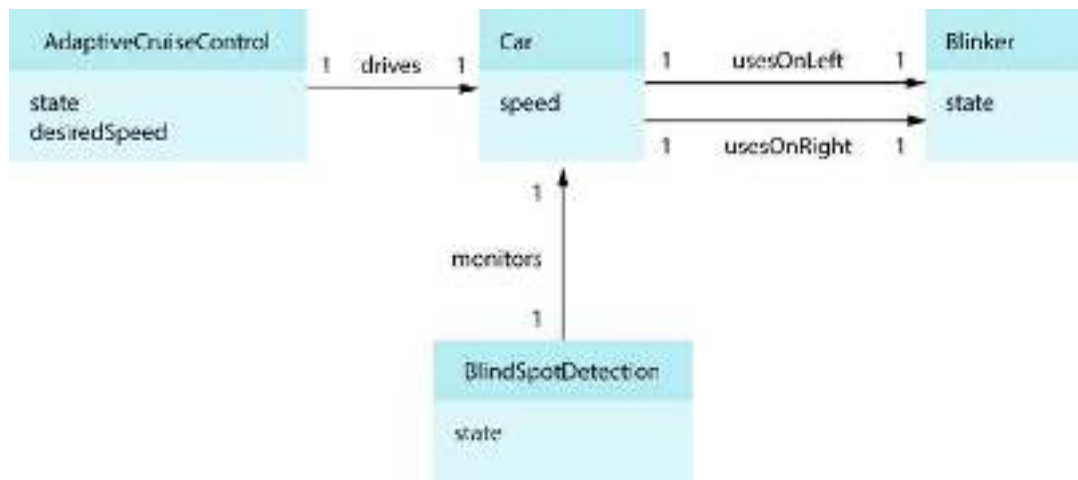 AdaptiveCruiseControl
state
desiredSpeed
1 drives 1
Car
speed
1 usesOnLeft 1
1 usesOnRight 1
Blinker
state
1
monitors
1
BlindSpotDetection
state